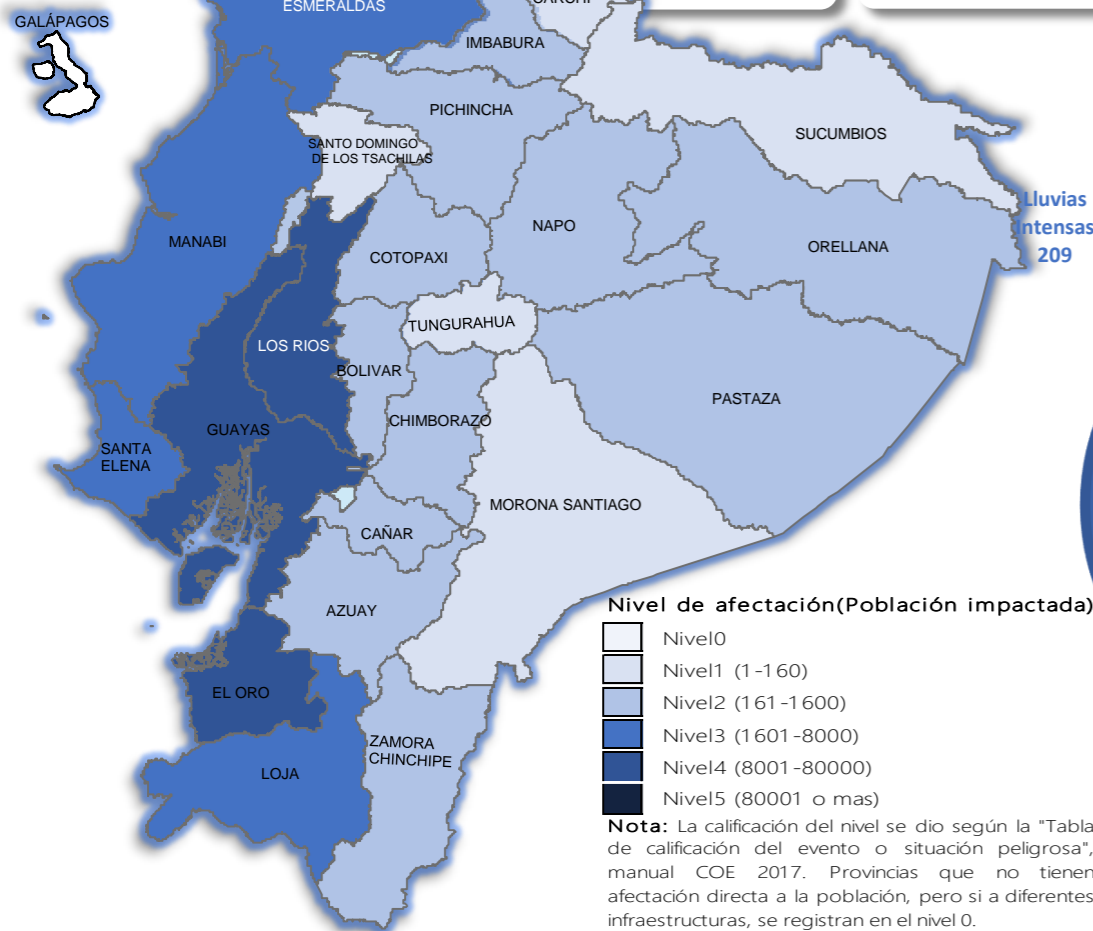 ESMERALDAS
CARCHI
GALÁPAGOS
IMBABURA
PICHINCHA
SUCUMBIOS
SANTO DOMINGO
DE LOS TSACHILAS
Lluvias
Intensas
209
NAPO
MANABI
ORELLANA
COTOPAXI
TUNGURAHUA
LOS RIOS
BOLIVAR
PASTAZA
CHIMBORAZO
GUAYAS
SANTA
ELENA
MORONA SANTIAGO
CAÑAR
AZUAY
EL ORO
ZAMORA
CHINCHIPE
LOJA
Nivel de afectación(Población impactada)
Nivel0
Nivel1 (1-160)
Nivel2 (161-1600)
Nivel3 (1601-8000)
Nivel4 (8001-80000)
Nivel5 (80001 o mas)
Nota: La calificación del nivel se dio según la "Tabla
de calificación del evento o situación peligrosa",
manual COE 2017. Provincias que no tienen
afectación directa a la población, pero si a diferentes
infraestructuras, se registran en el nivel 0.